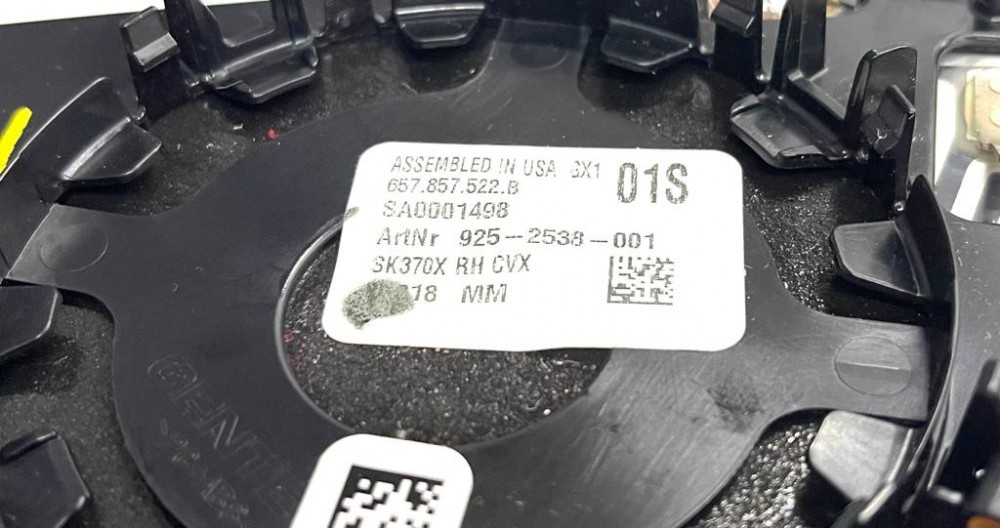 ASSEMBLED IN USA GX1
01S
657.857.522.B
SA0001498
ArtNr 925-2538-001
SK370X RH CVX
18 MM